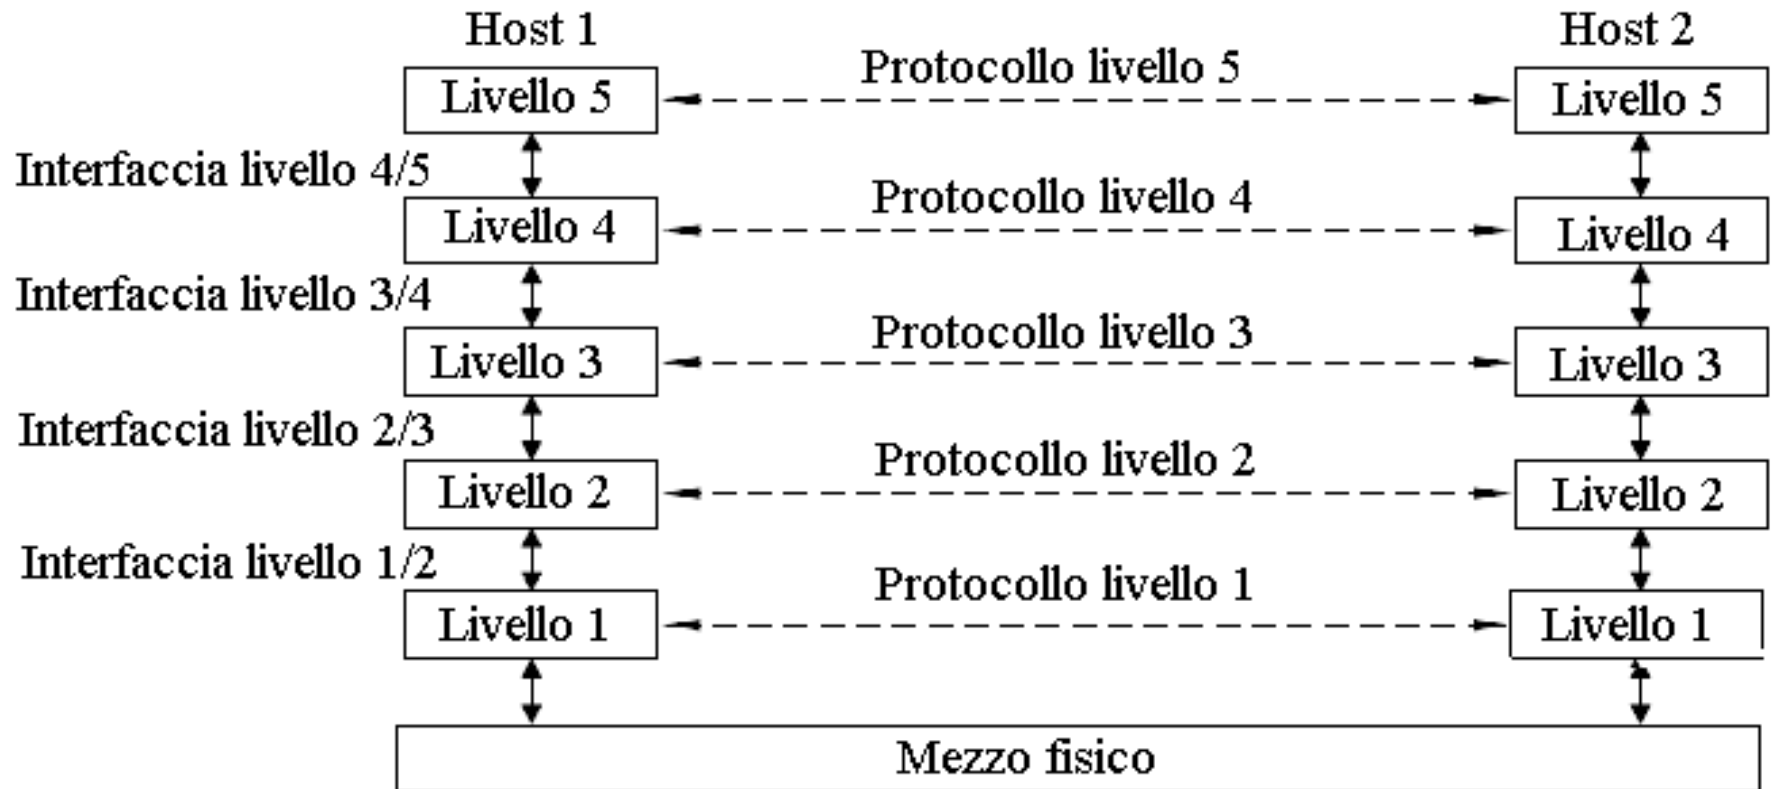 Host 1
Host 2
Livello 5
Protocollo livello 5
Livello 5
Interfaccia livello 4/5
Livello 4
Protocollo livello 4
Livello 4
Interfaccia livello 3/4
Livello 3
Protocollo livello 3
Livello 3
Interfaccia livello 2/3
Livello 2
Protocollo livello 2
Livello 2
Interfaccia livello 1/2
Livello 1
Protocollo livello 1
Livello 1
Mezzo fisico